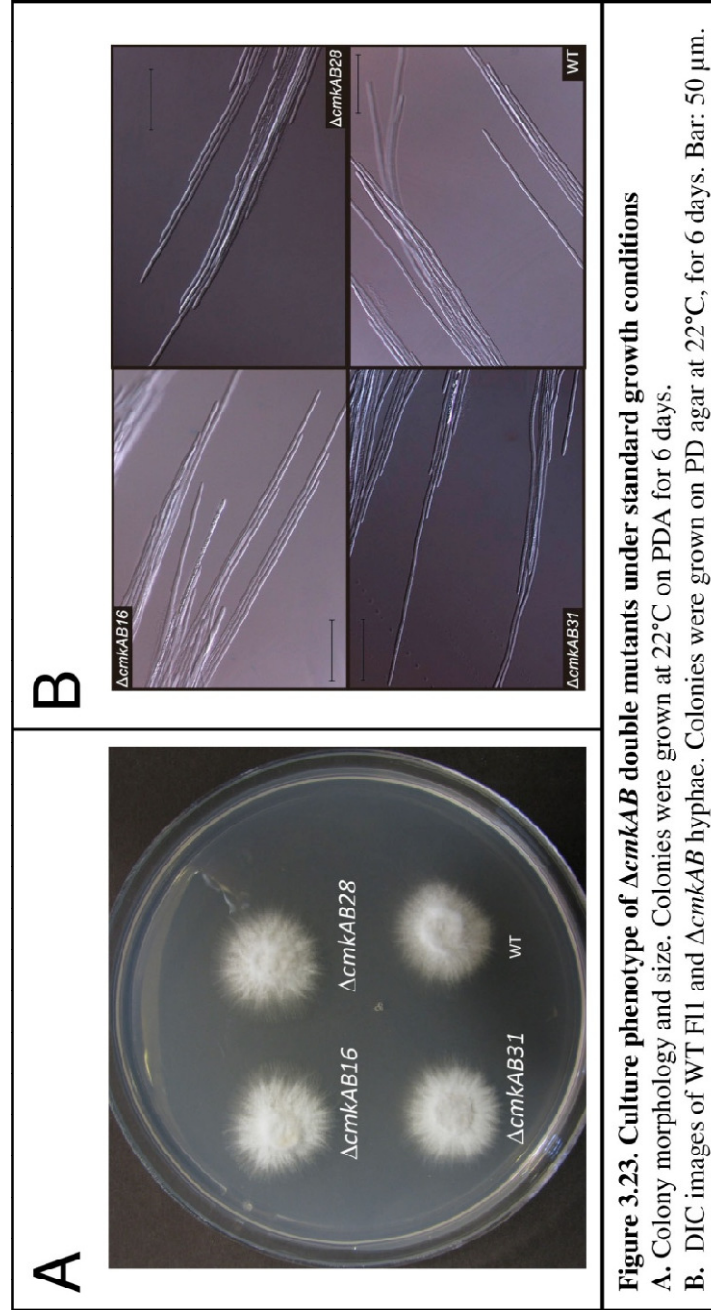 A
ΔcmkAB16
ΔcmkAB28
ΔcmkAB31
WT
B
ΔcmkAB16
ΔcmkAB28
ΔcmkAB31
WT
Figure 3.23. Culture phenotype of ΔcmkAB double mutants under standard growth conditions
A. Colony morphology and size. Colonies were grown at 22°C on PDA for 6 days.
B. DIC images of WT Fl1 and ΔcmkAB hyphae. Colonies were grown on PD agar at 22°C, for 6 days. Bar: 50 µm.